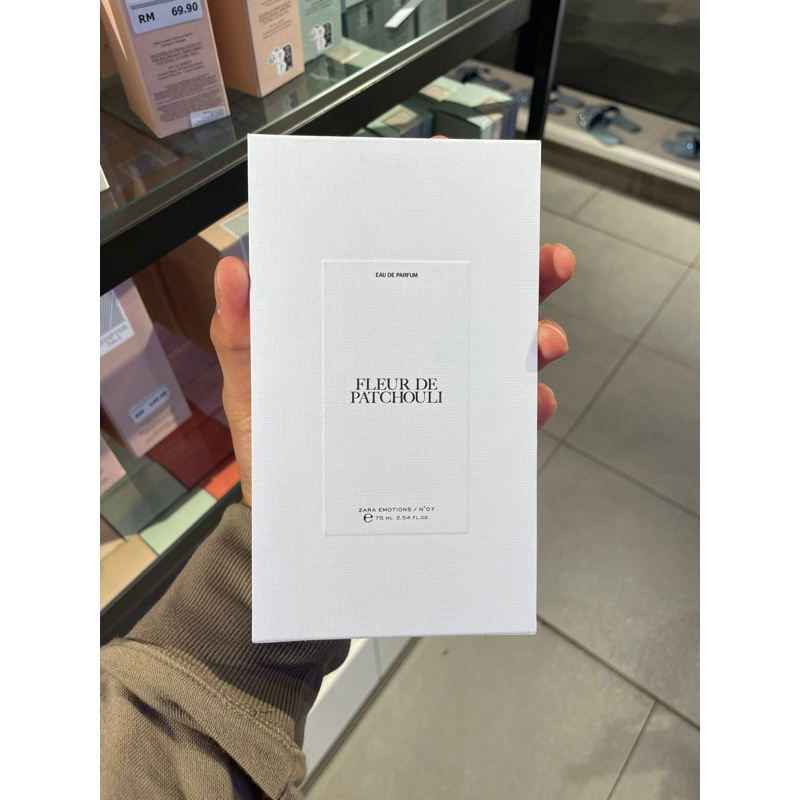 RM 69.90
EAU DE PARFUM
FLEUR DE
PATCHOULI
ZARA EMOTIONS / N°07
e 75 ML. 2.54 FL.OZ.